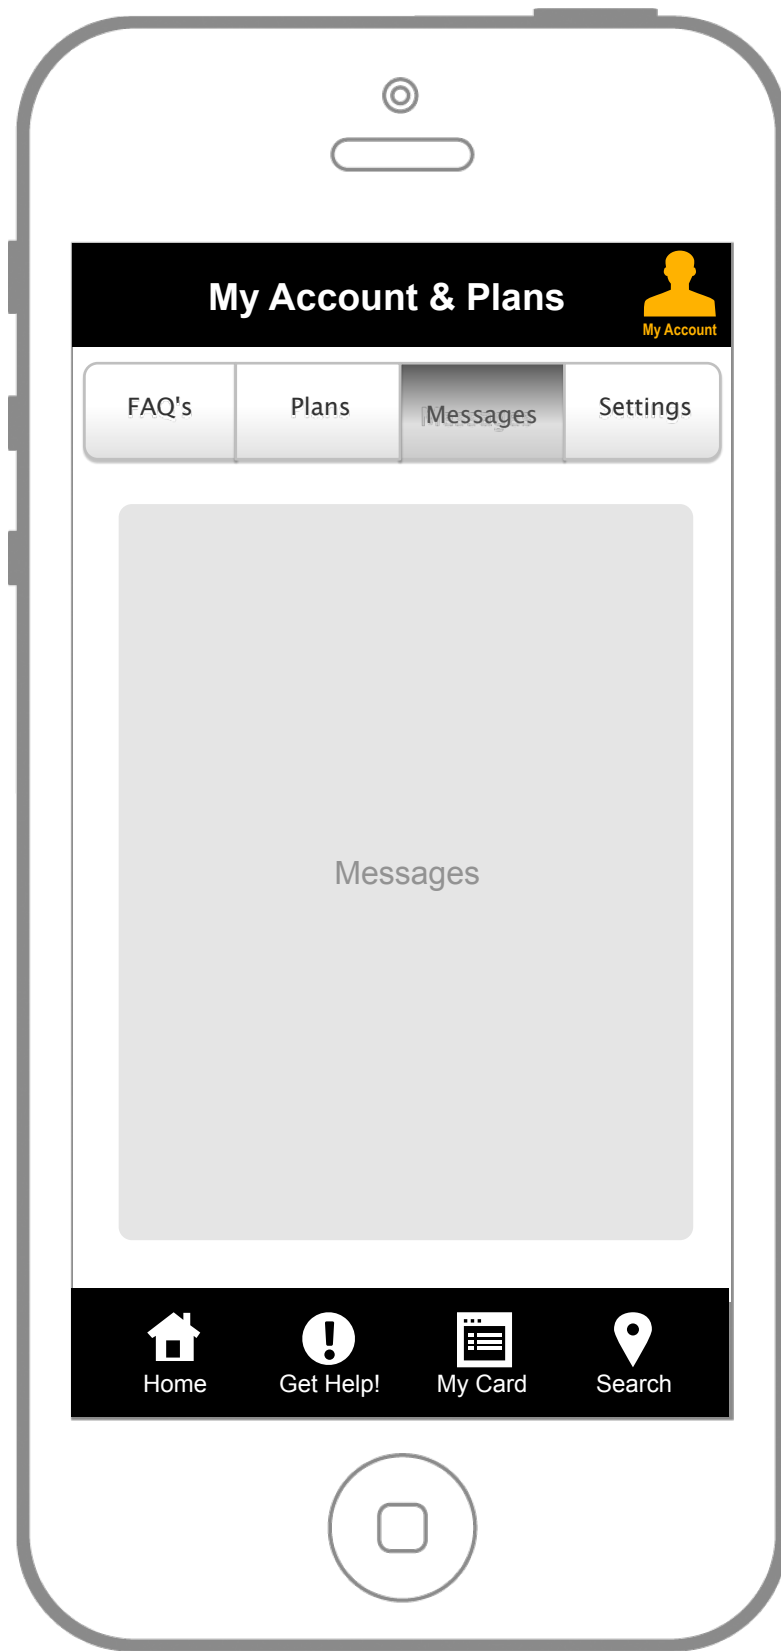 My Account & Plans
My Account
FAQ's
Plans
Messages
Settings
Messages
Home
Get Help!
My Card
Search